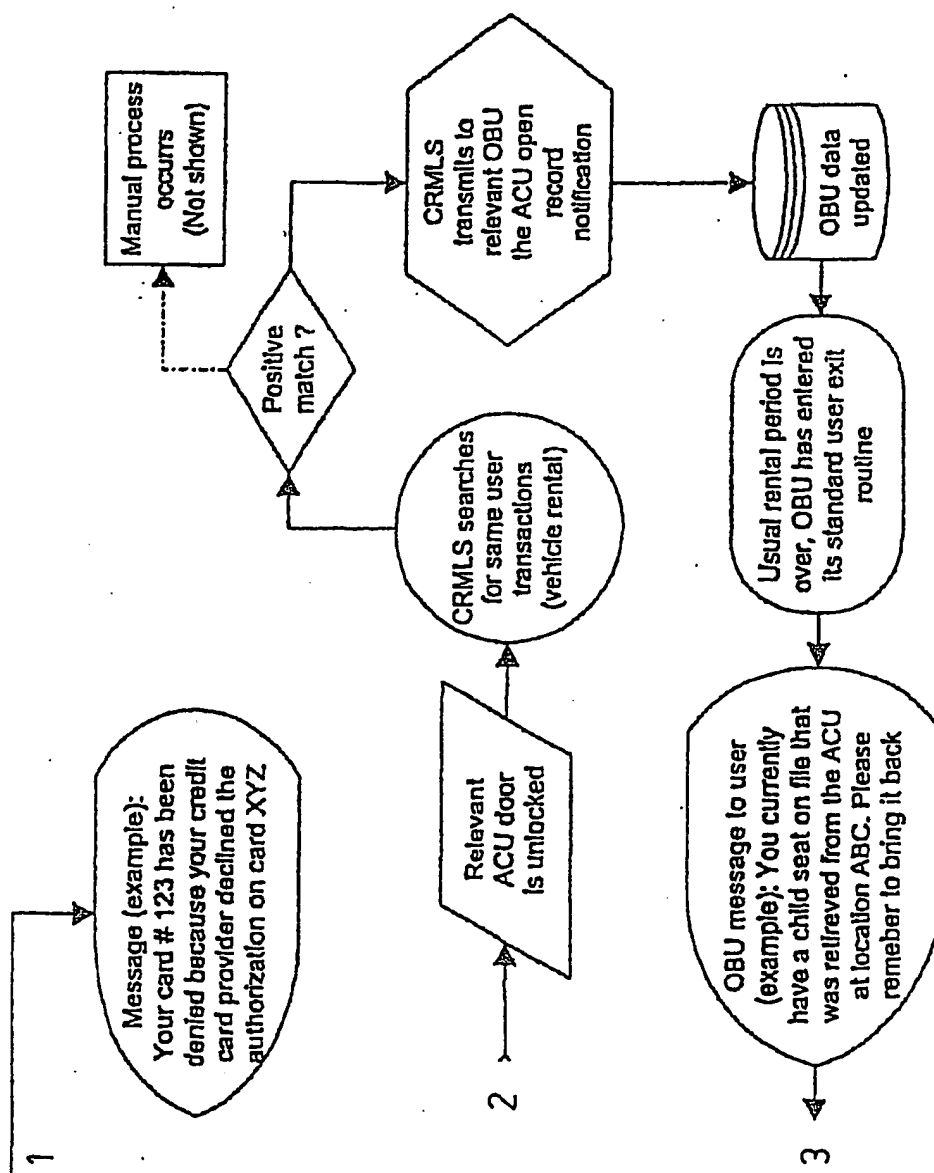 1
Message (example):
Your card # 123 has been
denied because your credit
card provider declined the
authorization on card XYZ
2
Relevant
ACU door
is unlocked
CRMLS searches
for same user
transactions
(vehicle rental)
Positive
match ?
Manual process
occurs
(Not shown)
CRMLS
transmits to
relevant OBU
the ACU open
record
notification
OBU data
updated
Usual rental period is
over, OBU has entered
its standard user exit
routine
OBU message to user
(example): You currently
have a child seat on file that
was retireved from the ACU
at location ABC. Please
remeber to bring it back
3